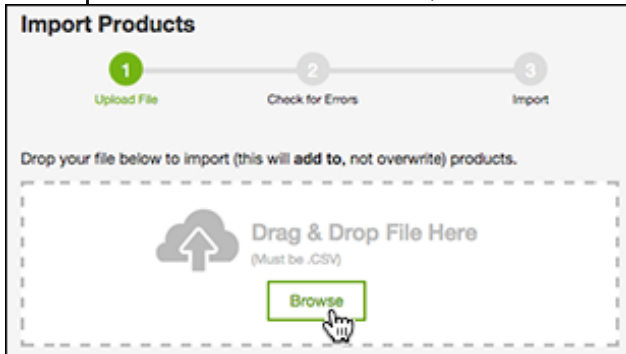 Import Products
1 2 3
Upload File Check for Errors Import
Drop your file below to import (this will add to, not overwrite) products.
Drag & Drop File Here
(Must be .CSV)
Browse